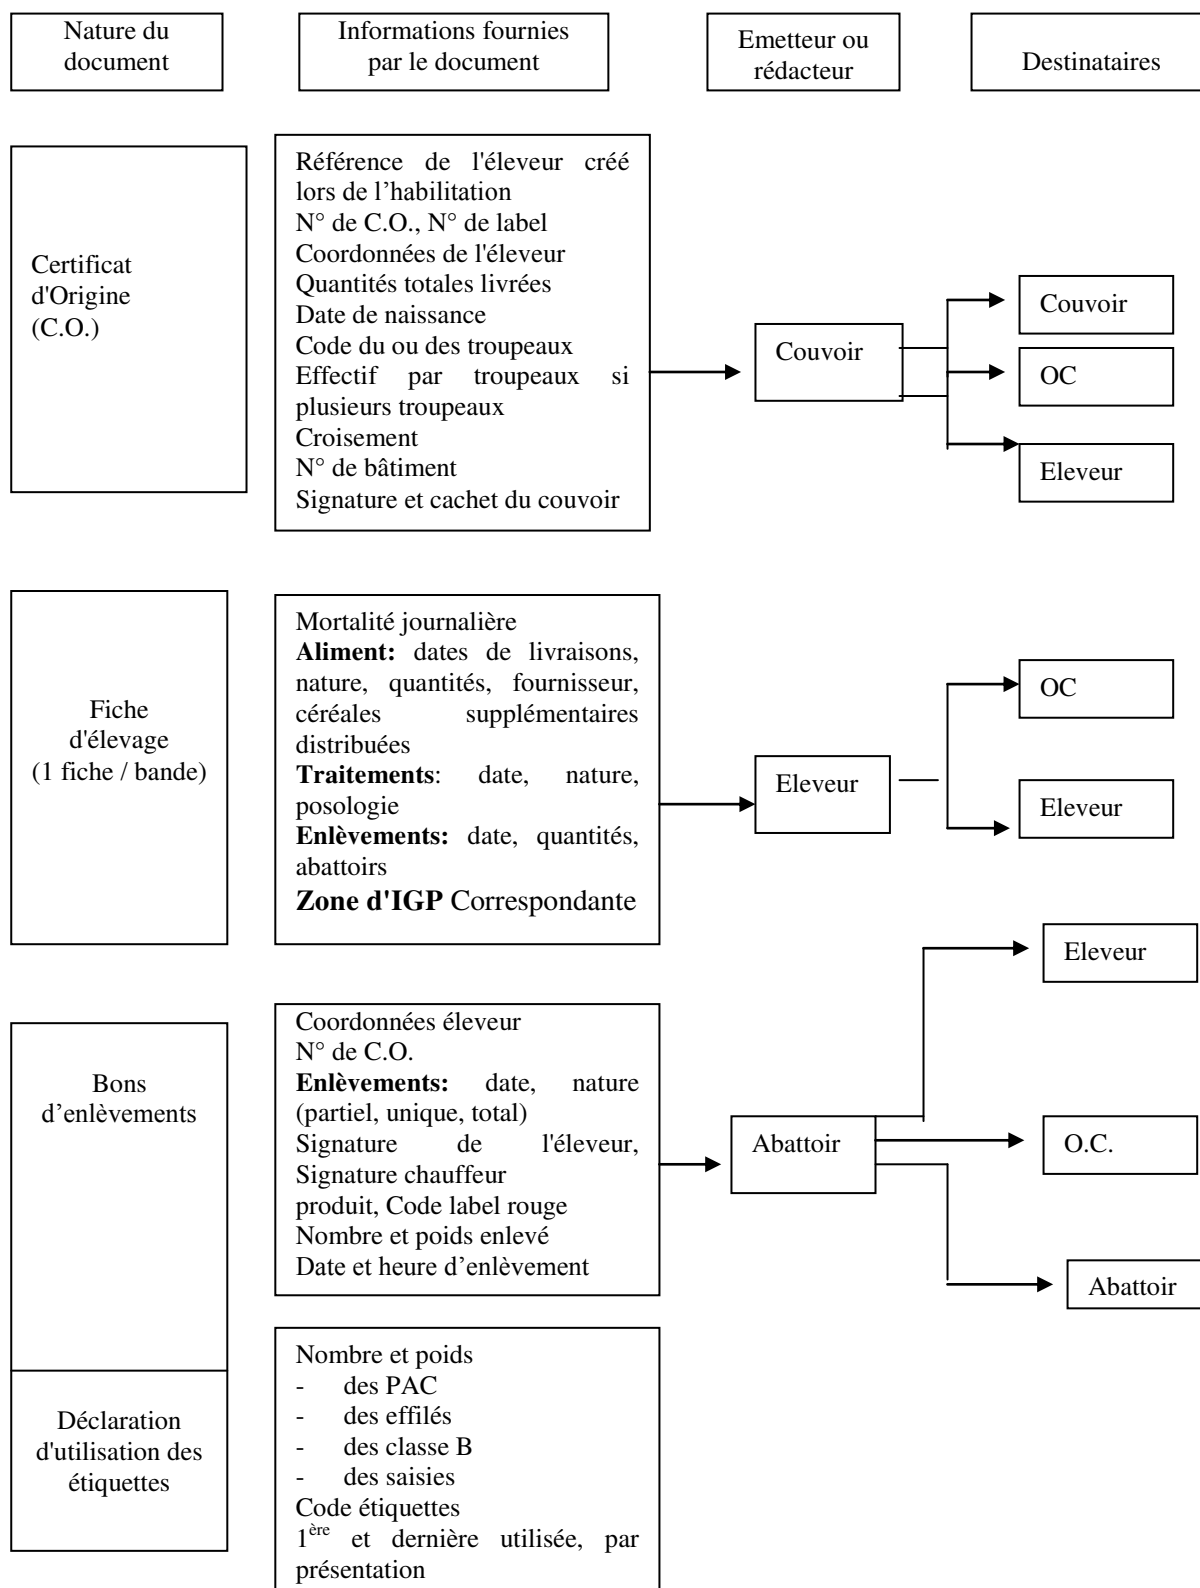 Nature du
document
Informations fournies
par le document
Emetteur ou
rédacteur
Destinataires
Certificat
d'Origine
(C.O.)
Référence de l'éleveur créé
lors de l’habilitation
N° de C.O., N° de label
Coordonnées de l'éleveur
Quantités totales livrées
Date de naissance
Code du ou des troupeaux
Effectif par troupeaux si
plusieurs troupeaux
Croisement
N° de bâtiment
Signature et cachet du couvoir
Couvoir
Couvoir
OC
Eleveur
Fiche
d'élevage
(1 fiche / bande)
Mortalité journalière
Aliment: dates de livraisons,
nature, quantités, fournisseur,
céréales supplémentaires
distribuées
Traitements: date, nature,
posologie
Enlèvements: date, quantités,
abattoirs
Zone d'IGP Correspondante
Eleveur
OC
Eleveur
Bons
d’enlèvements
Coordonnées éleveur
N° de C.O.
Enlèvements: date, nature
(partiel, unique, total)
Signature de l'éleveur,
Signature chauffeur
produit, Code label rouge
Nombre et poids enlevé
Date et heure d’enlèvement
Abattoir
Eleveur
O.C.
Abattoir
Déclaration
d'utilisation des
étiquettes
Nombre et poids
- des PAC
- des effilés
- des classe B
- des saisies
Code étiquettes
1ère et dernière utilisée, par
présentation